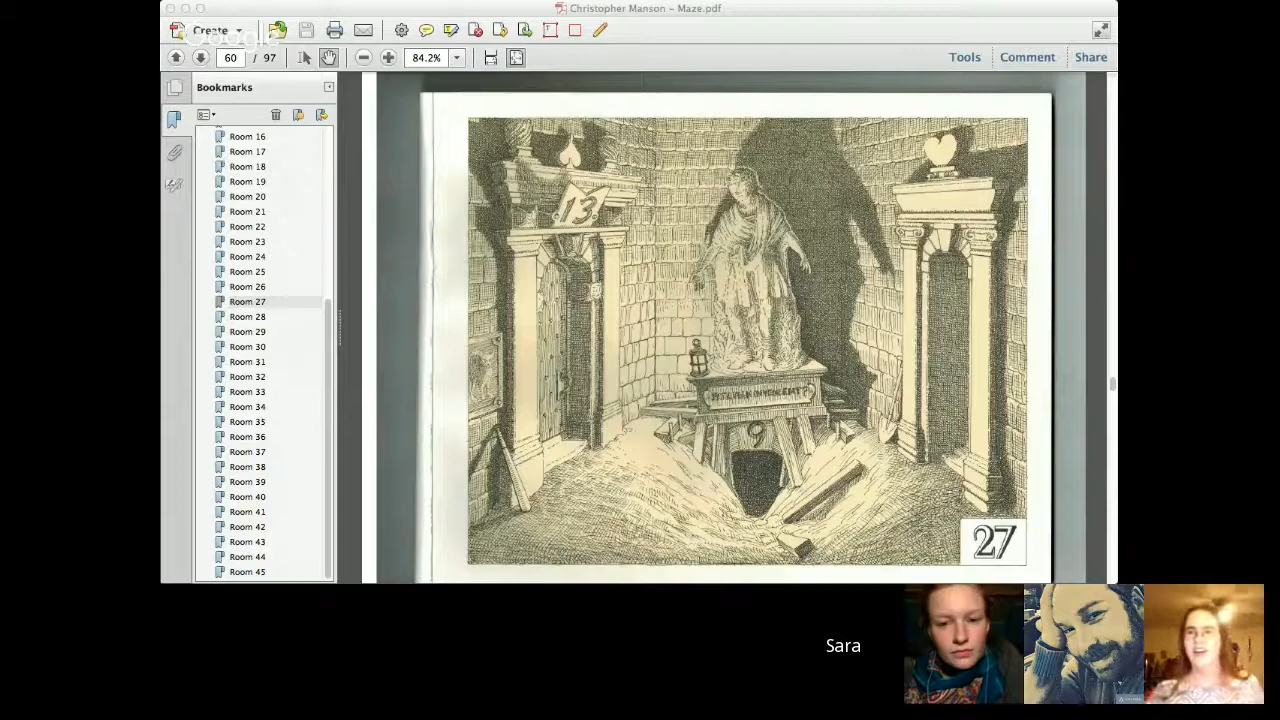 Christopher Manson – Maze.pdf
Create
Google
60 / 97
84.2%
Tools
Comment
Share
Bookmarks
Room 16
Room 17
Room 18
Room 19
Room 20
Room 21
Room 22
Room 23
Room 24
Room 25
Room 26
Room 27
Room 28
Room 29
Room 30
Room 31
Room 32
Room 33
Room 34
Room 35
Room 36
Room 37
Room 38
Room 39
Room 40
Room 41
Room 42
Room 43
Room 44
Room 45
13
9
27
Sara